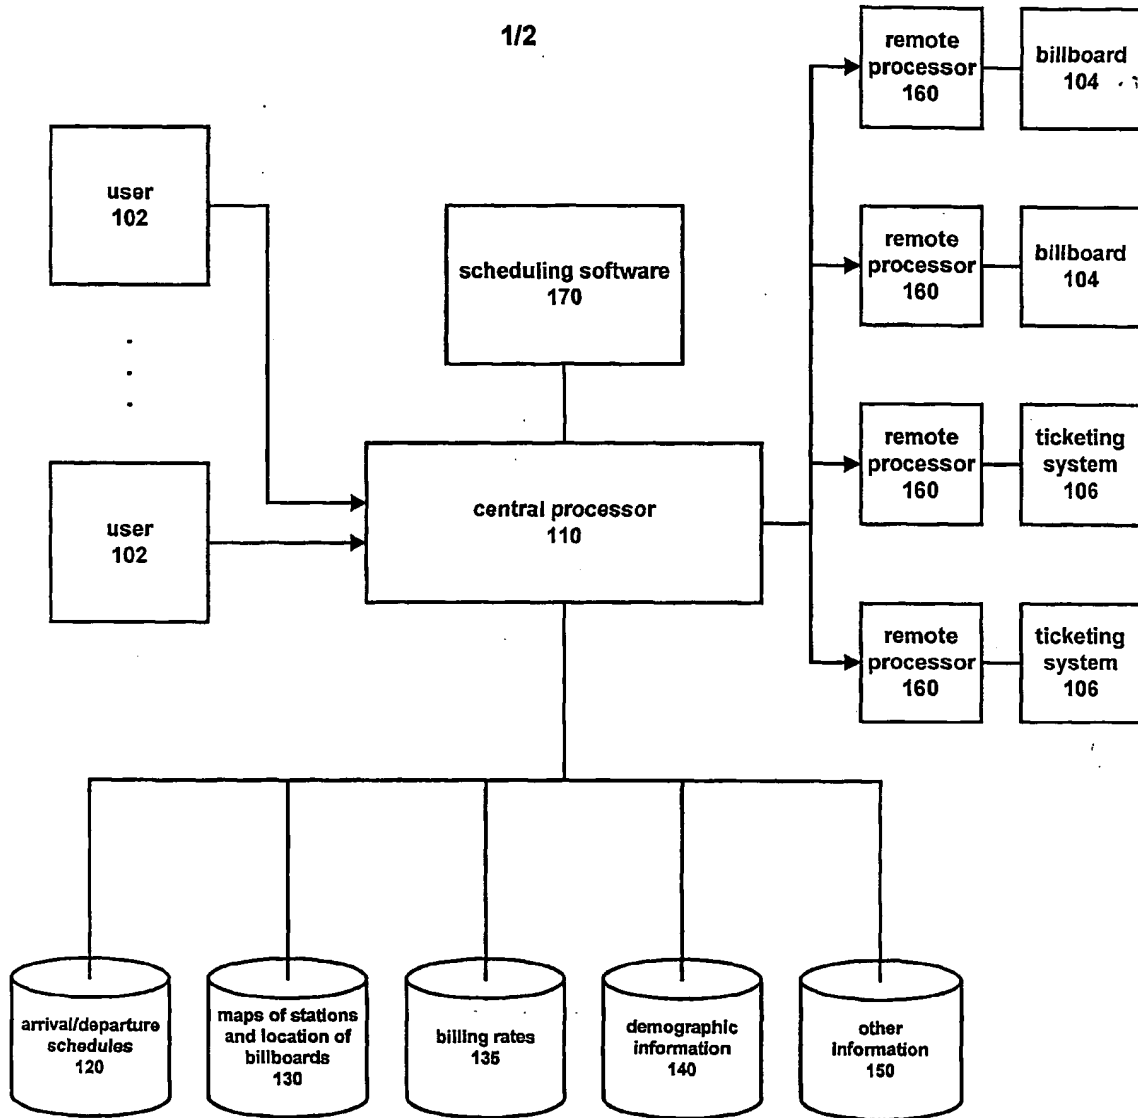 1/2
remote
processor
160
billboard
104
user
102
remote
processor
160
billboard
104
scheduling software
170
remote
processor
160
ticketing
system
106
user
102
central processor
110
remote
processor
160
ticketing
system
106
arrival/departure
schedules
120
maps of stations
and location of
billboards
130
billing rates
135
demographic
information
140
other
information
150